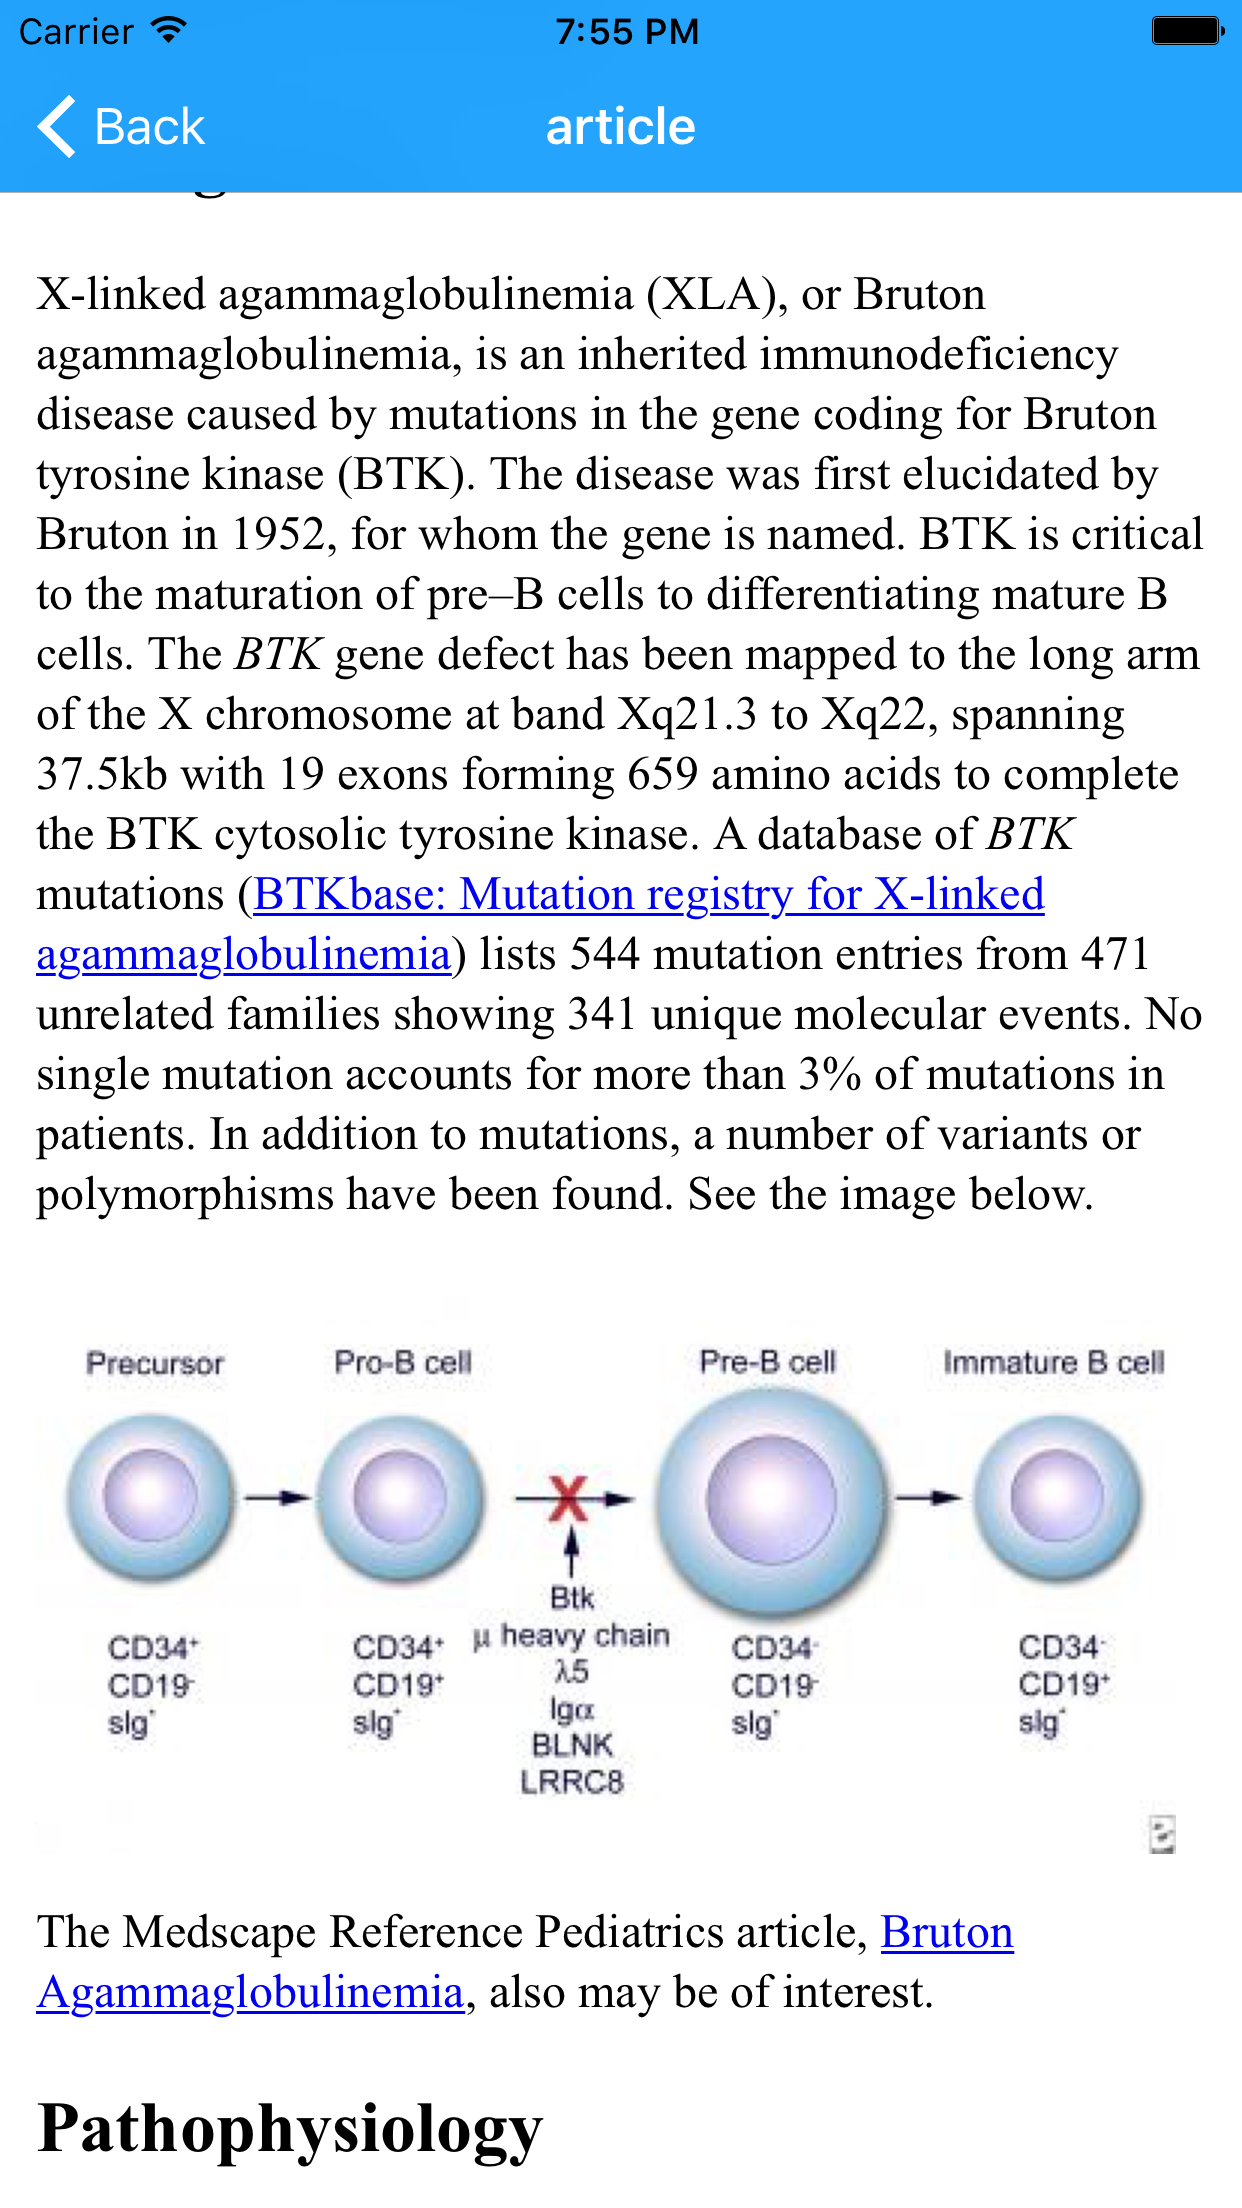 Carrier 7:55 PM
Back article
X-linked agammaglobulinemia (XLA), or Bruton
agammaglobulinemia, is an inherited immunodeficiency
disease caused by mutations in the gene coding for Bruton
tyrosine kinase (BTK). The disease was first elucidated by
Bruton in 1952, for whom the gene is named. BTK is critical
to the maturation of pre–B cells to differentiating mature B
cells. The BTK gene defect has been mapped to the long arm
of the X chromosome at band Xq21.3 to Xq22, spanning
37.5kb with 19 exons forming 659 amino acids to complete
the BTK cytosolic tyrosine kinase. A database of BTK
mutations (BTKbase: Mutation registry for X-linked
agammaglobulinemia) lists 544 mutation entries from 471
unrelated families showing 341 unique molecular events. No
single mutation accounts for more than 3% of mutations in
patients. In addition to mutations, a number of variants or
polymorphisms have been found. See the image below.
Precursor Pro-B cell Pre-B cell Immature B cell
X
Btk
μ heavy chain
λ5
Igα
BLNK
LRRC8
CD34+
CD19-
sIg-
CD34+
CD19+
sIg-
CD34-
CD19-
sIg-
CD34-
CD19+
sIg
The Medscape Reference Pediatrics article, Bruton
Agammaglobulinemia, also may be of interest.
Pathophysiology